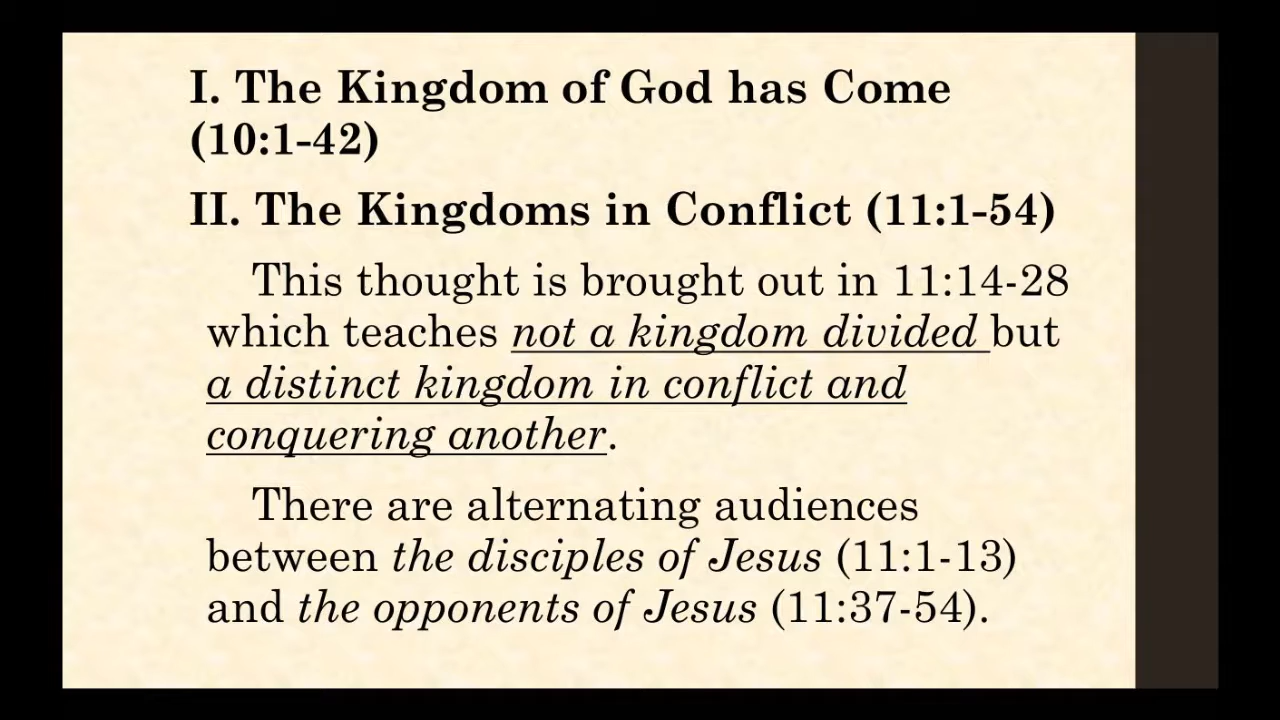 I. The Kingdom of God has Come
(10:1-42)
II. The Kingdoms in Conflict (11:1-54)
This thought is brought out in 11:14-28
which teaches not a kingdom divided but
a distinct kingdom in conflict and
conquering another.
There are alternating audiences
between the disciples of Jesus (11:1-13)
and the opponents of Jesus (11:37-54).